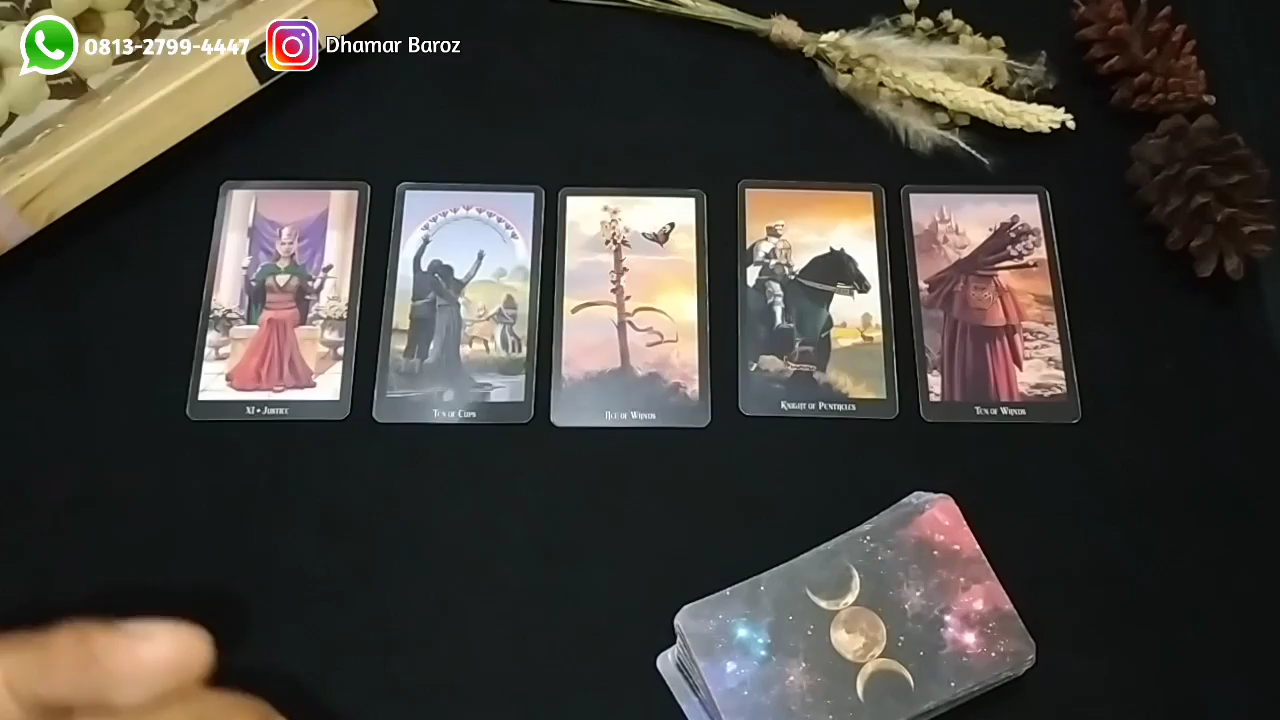 0813-2799-4447
Dhamar Baroz
XI • Justice
Ten of Cups
Ace of Wands
Knight of Pentacles
Ten of Wands